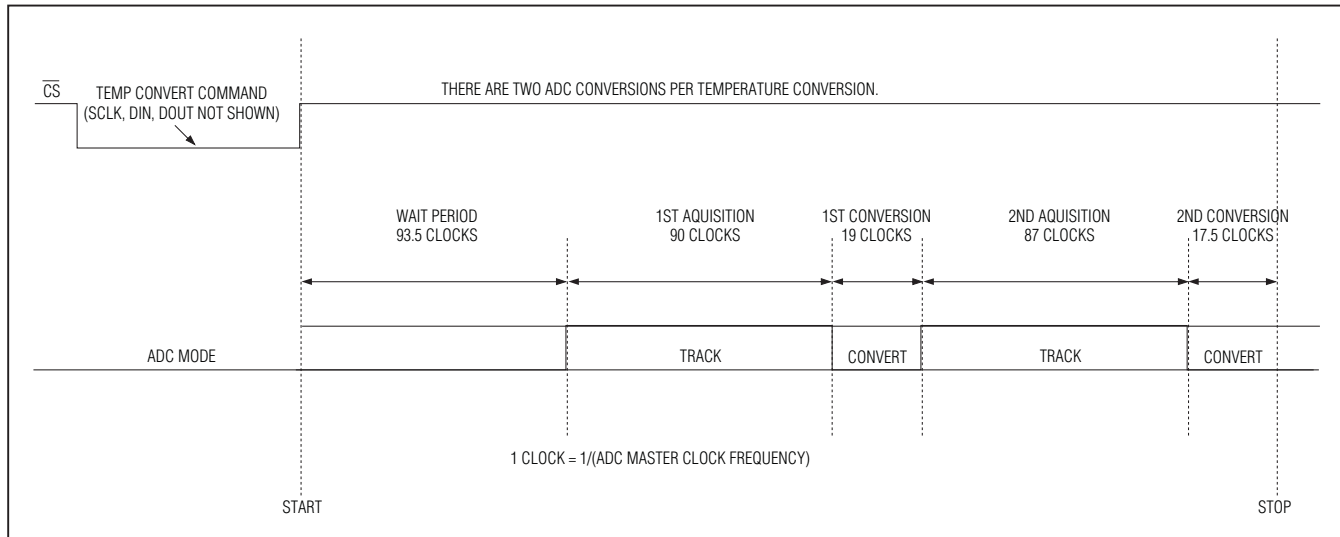 CS
TEMP CONVERT COMMAND
(SCLK, DIN, DOUT NOT SHOWN)
THERE ARE TWO ADC CONVERSIONS PER TEMPERATURE CONVERSION.
WAIT PERIOD
93.5 CLOCKS
1ST AQUISITION
90 CLOCKS
1ST CONVERSION
19 CLOCKS
2ND AQUISITION
87 CLOCKS
2ND CONVERSION
17.5 CLOCKS
ADC MODE
TRACK
CONVERT
TRACK
CONVERT
1 CLOCK = 1/(ADC MASTER CLOCK FREQUENCY)
START
STOP